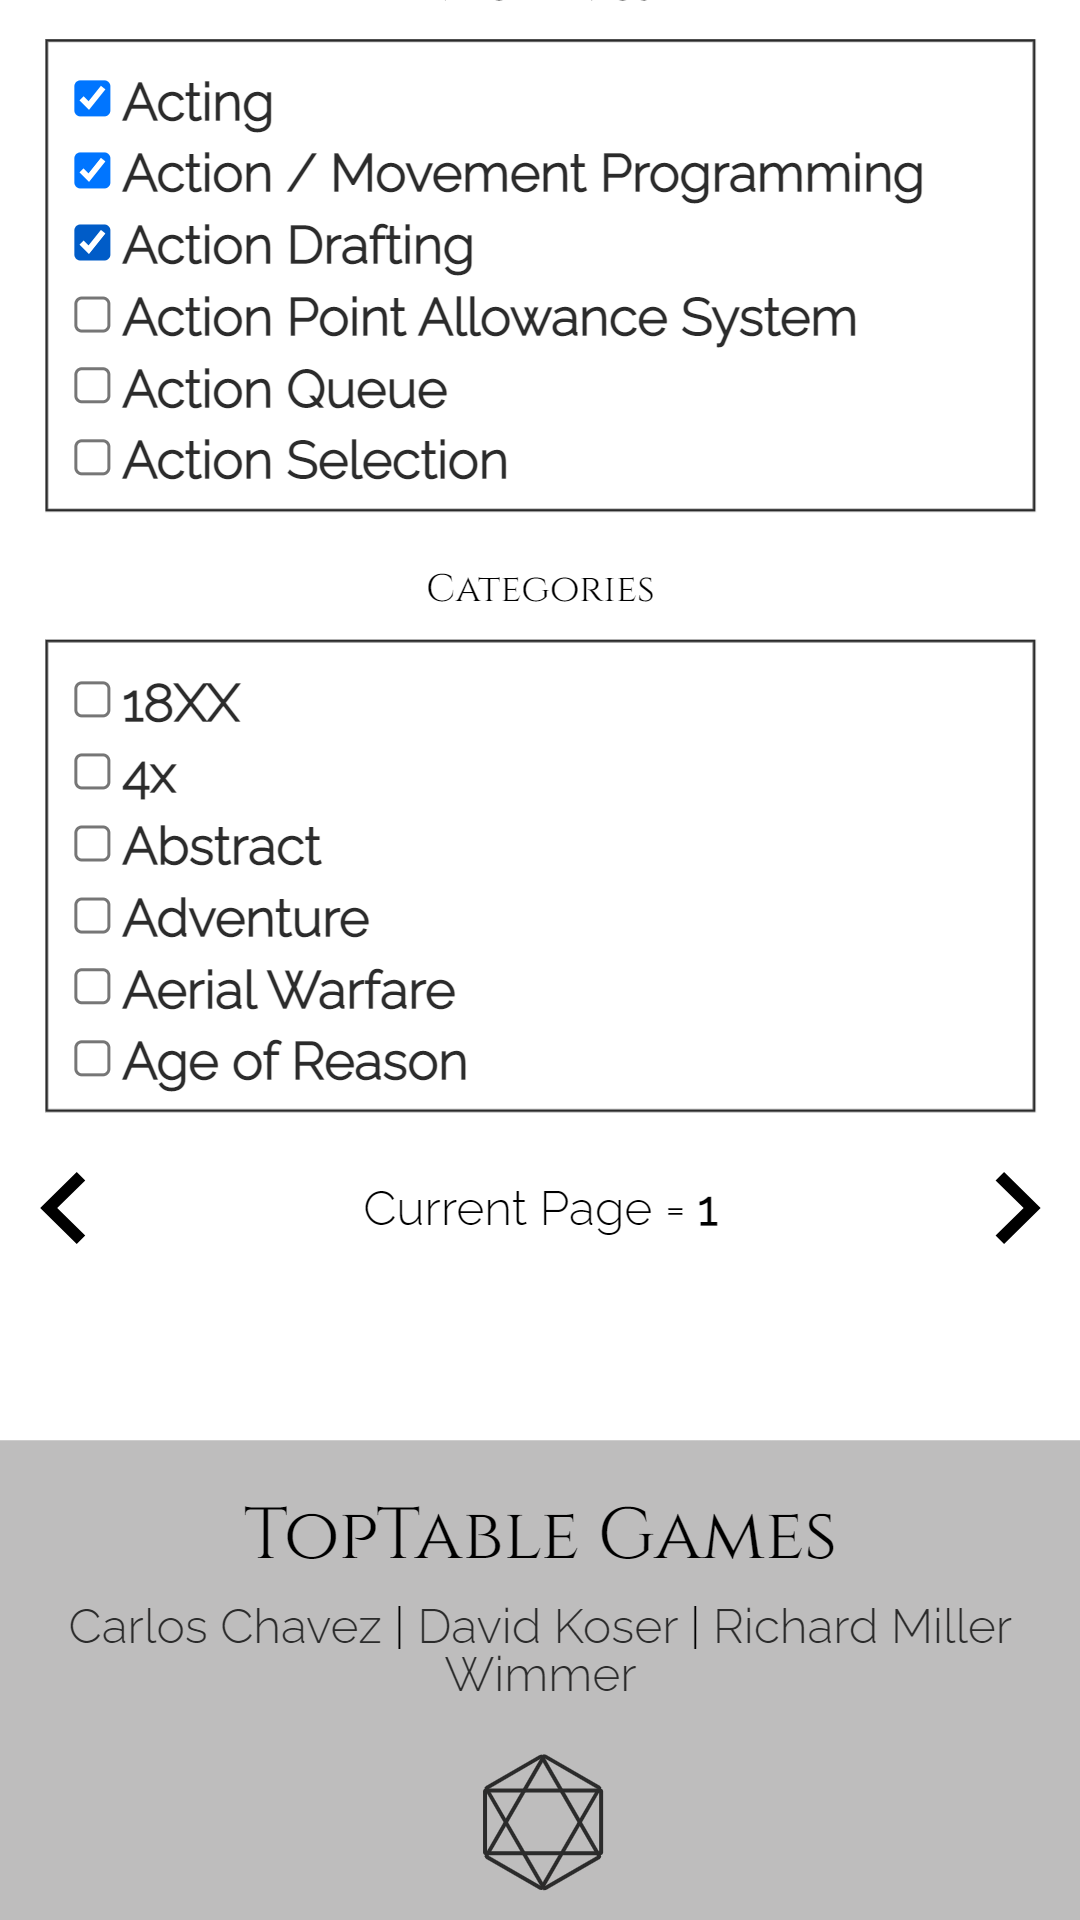 Acting
Action / Movement Programming
Action Drafting
Action Point Allowance System
Action Queue
Action Selection
Categories
18XX
4x
Abstract
Adventure
Aerial Warfare
Age of Reason
Current Page = 1
TopTable Games
Carlos Chavez | David Koser | Richard Miller
Wimmer